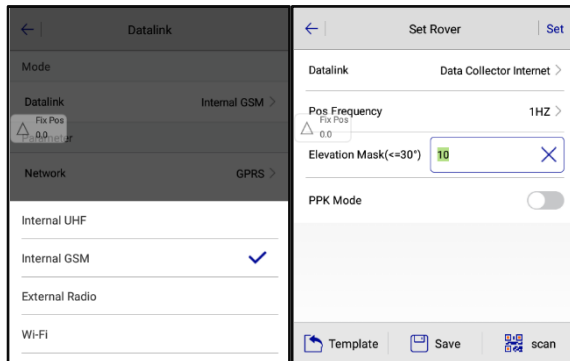 Datalink
Mode
Datalink Internal GSM >
Fix Pos
0.0
Parameter
Network GPRS >
Internal UHF
Internal GSM
External Radio
Wi-Fi
Set Rover Set
Datalink Data Collector Internet >
Pos Frequency 1HZ >
Fix Pos
0.0
Elevation Mask(<=30°) 10
PPK Mode
Template Save scan